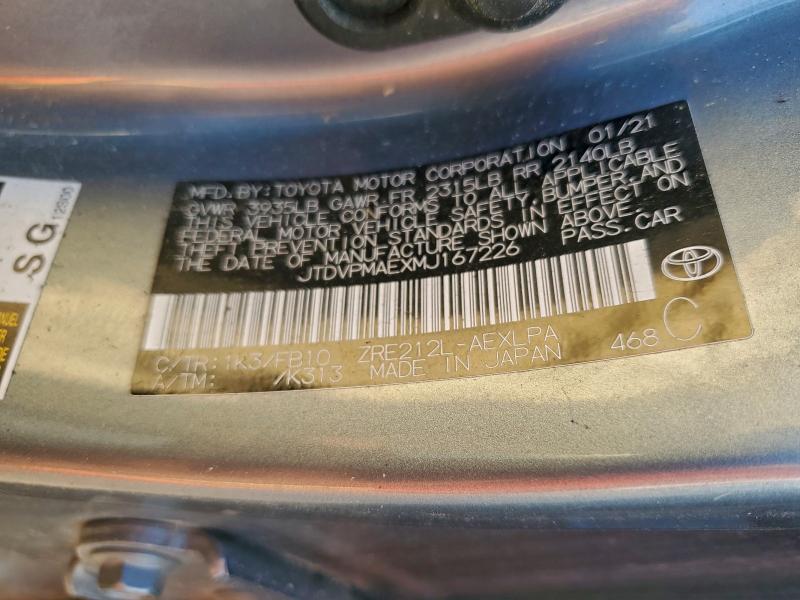 MFD. BY: TOYOTA MOTOR CORPORATION 01/21
GVWR 3935LB GAWR-FR 2315LB RR 2140LB
THIS VEHICLE CONFORMS TO ALL APPLICABLE
FEDERAL MOTOR VEHICLE SAFETY, BUMPER, AND
THEFT PREVENTION STANDARDS IN EFFECT ON
THE DATE OF MANUFACTURE SHOWN ABOVE.
JTDVPMAEXMJ167226 PASS.CAR
C/TR: 1K3/FB10 ZRE212L-AEXLPA
A/TM: /K313 MADE IN JAPAN 468 C
SG
12S00